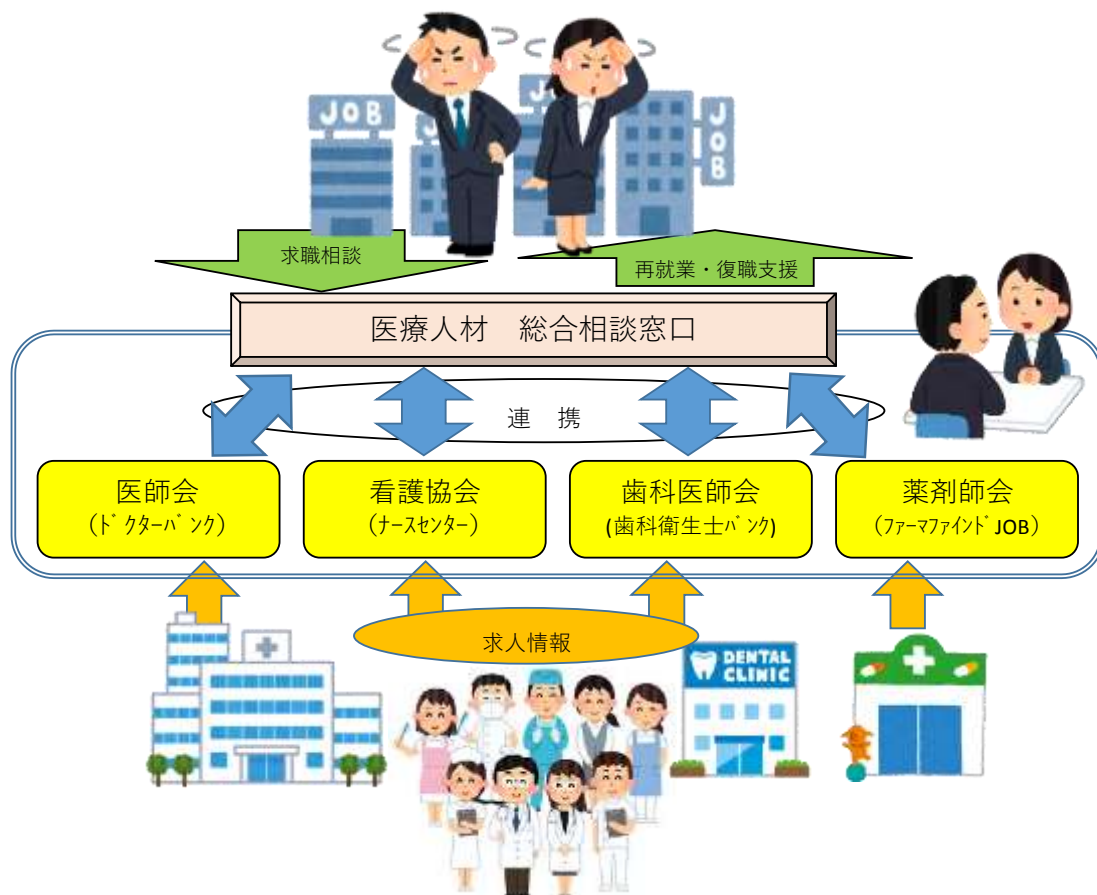 JOB
JOB
求職相談
再就業・復職支援
医療人材 総合相談窓口
連 携
医師会
(ﾄﾞｸﾀｰﾊﾞﾝｸ)
看護協会
(ﾅｰｽｾﾝﾀｰ)
歯科医師会
(歯科衛生士ﾊﾞﾝｸ)
薬剤師会
(ﾌｧｰﾏﾌｧｲﾝﾄﾞJOB)
求人情報
DENTAL
CLINIC